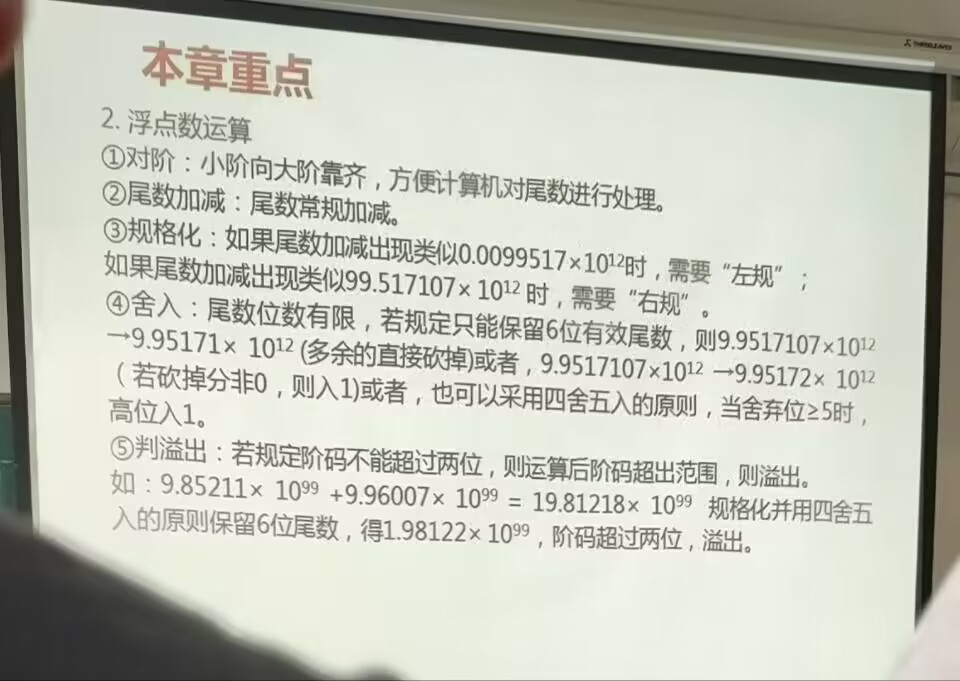 THREELEAVES
本章重点
2. 浮点数运算
①对阶：小阶向大阶靠齐，方便计算机对尾数进行处理。
②尾数加减：尾数常规加减。
③规格化：如果尾数加减出现类似0.0099517×10¹²时，需要“左规”；
如果尾数加减出现类似99.517107× 10¹² 时，需要“右规”。
④舍入：尾数位数有限，若规定只能保留6位有效尾数，则9.9517107×10¹²
→9.95171× 10¹² (多余的直接砍掉)或者，9.9517107×10¹² →9.95172× 10¹²
（若砍掉分非0，则入1)或者，也可以采用四舍五入的原则，当舍弃位≥5时，
高位入1。
⑤判溢出：若规定阶码不能超过两位，则运算后阶码超出范围，则溢出。
如：9.85211× 10⁹⁹ +9.96007× 10⁹⁹ = 19.81218× 10⁹⁹ 规格化并用四舍五
入的原则保留6位尾数，得1.98122× 10⁹⁹，阶码超过两位，溢出。